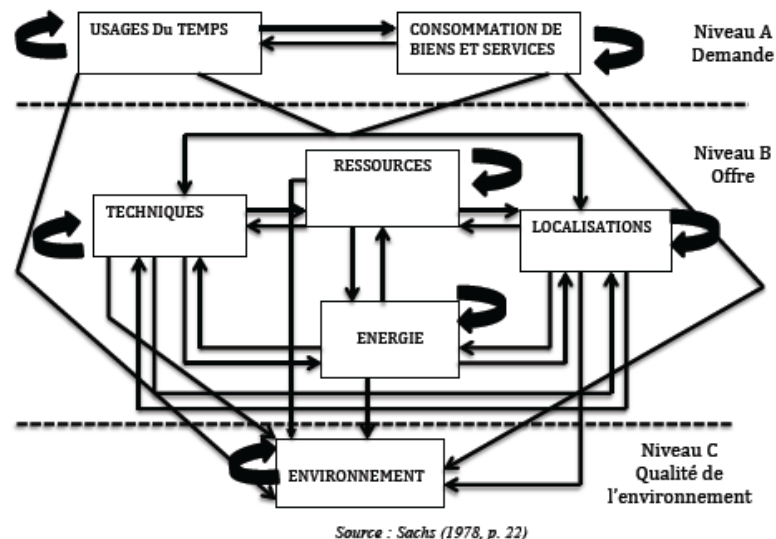 USAGES Du TEMPS
CONSOMMATION DE
BIENS ET SERVICES
Niveau A
Demande
RESSOURCES
Niveau B
Offre
TECHNIQUES
LOCALISATIONS
ENERGIE
ENVIRONNEMENT
Niveau C
Qualité de
l'environnement
Source : Sachs (1978, p. 22)